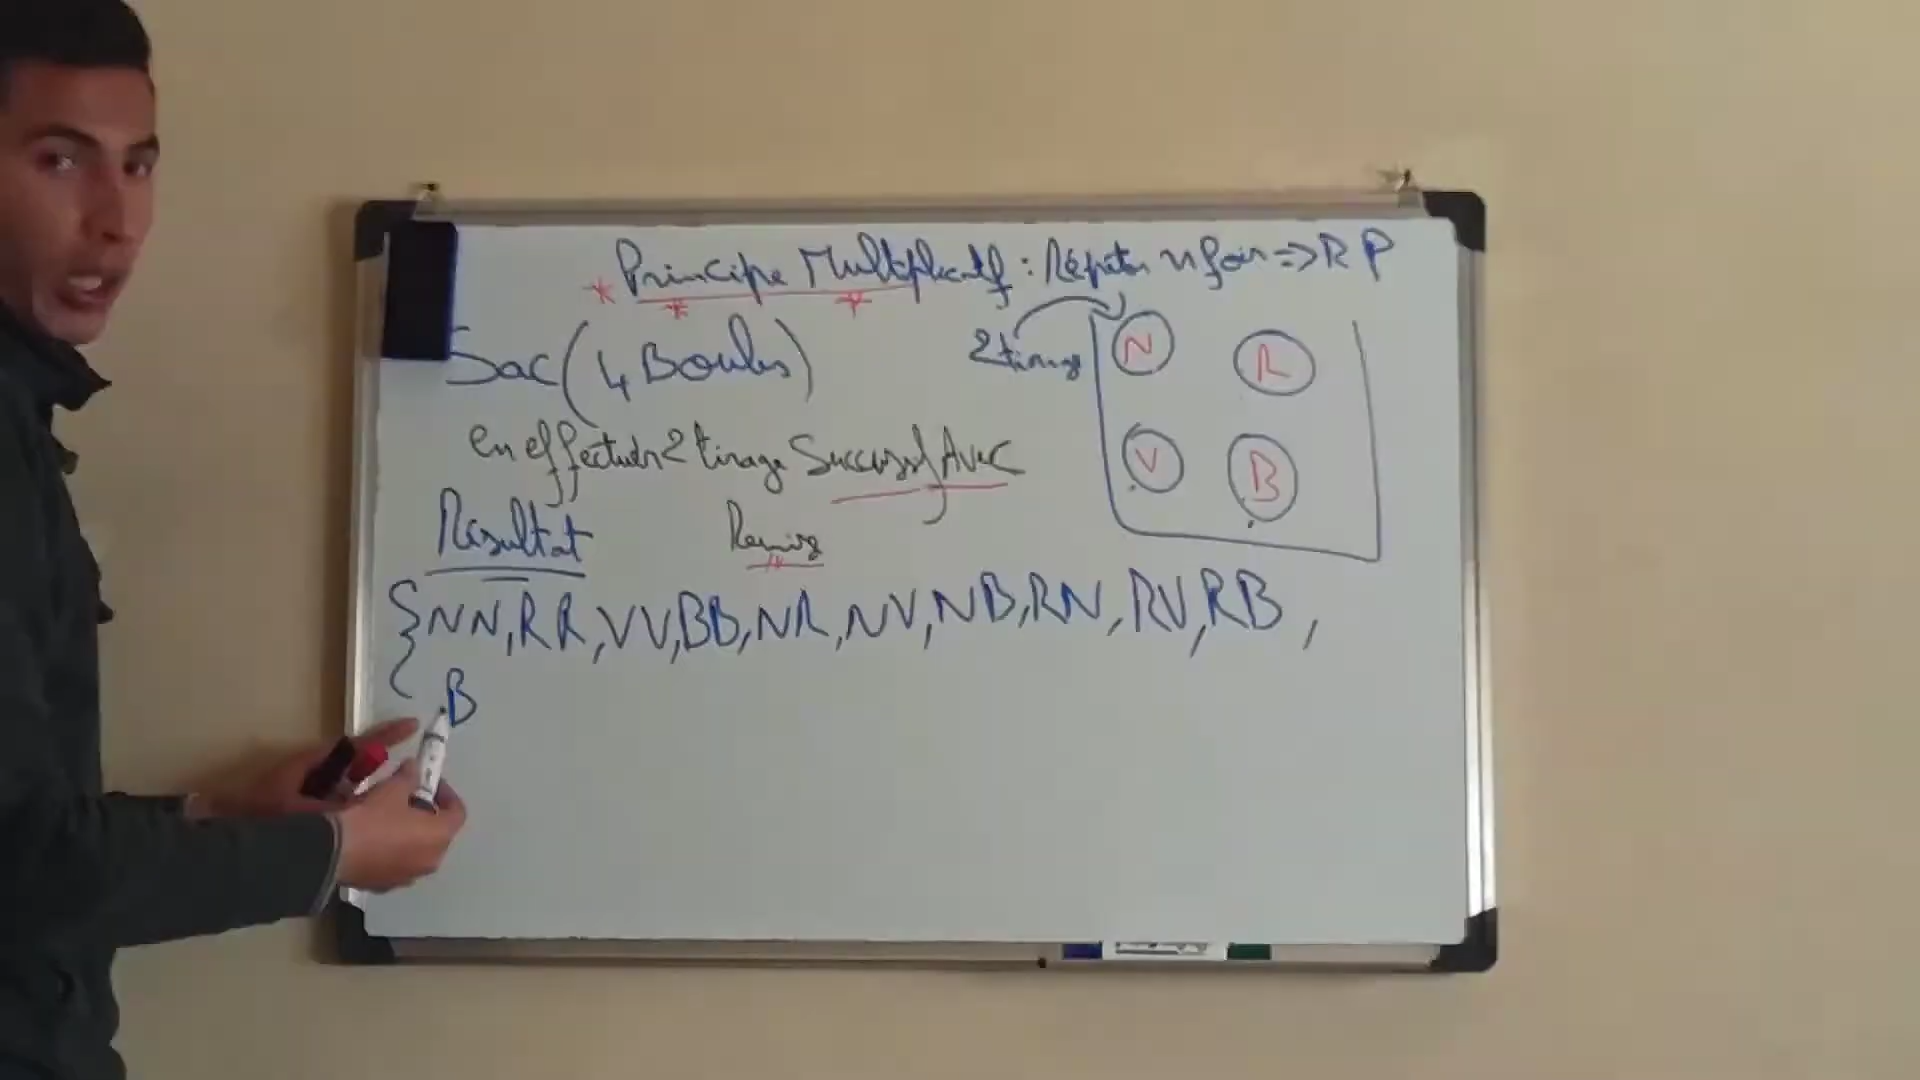 * Principe Multiplicatif : Répéter n fois => R P
Sac (4 Boules)
2 tirage
N R
V B
en effectuer 2 tirage Successif Avec
Remise
Résultat
{NN, RR, VV, BB, NR, NV, NB, RN, RV, RB,
B